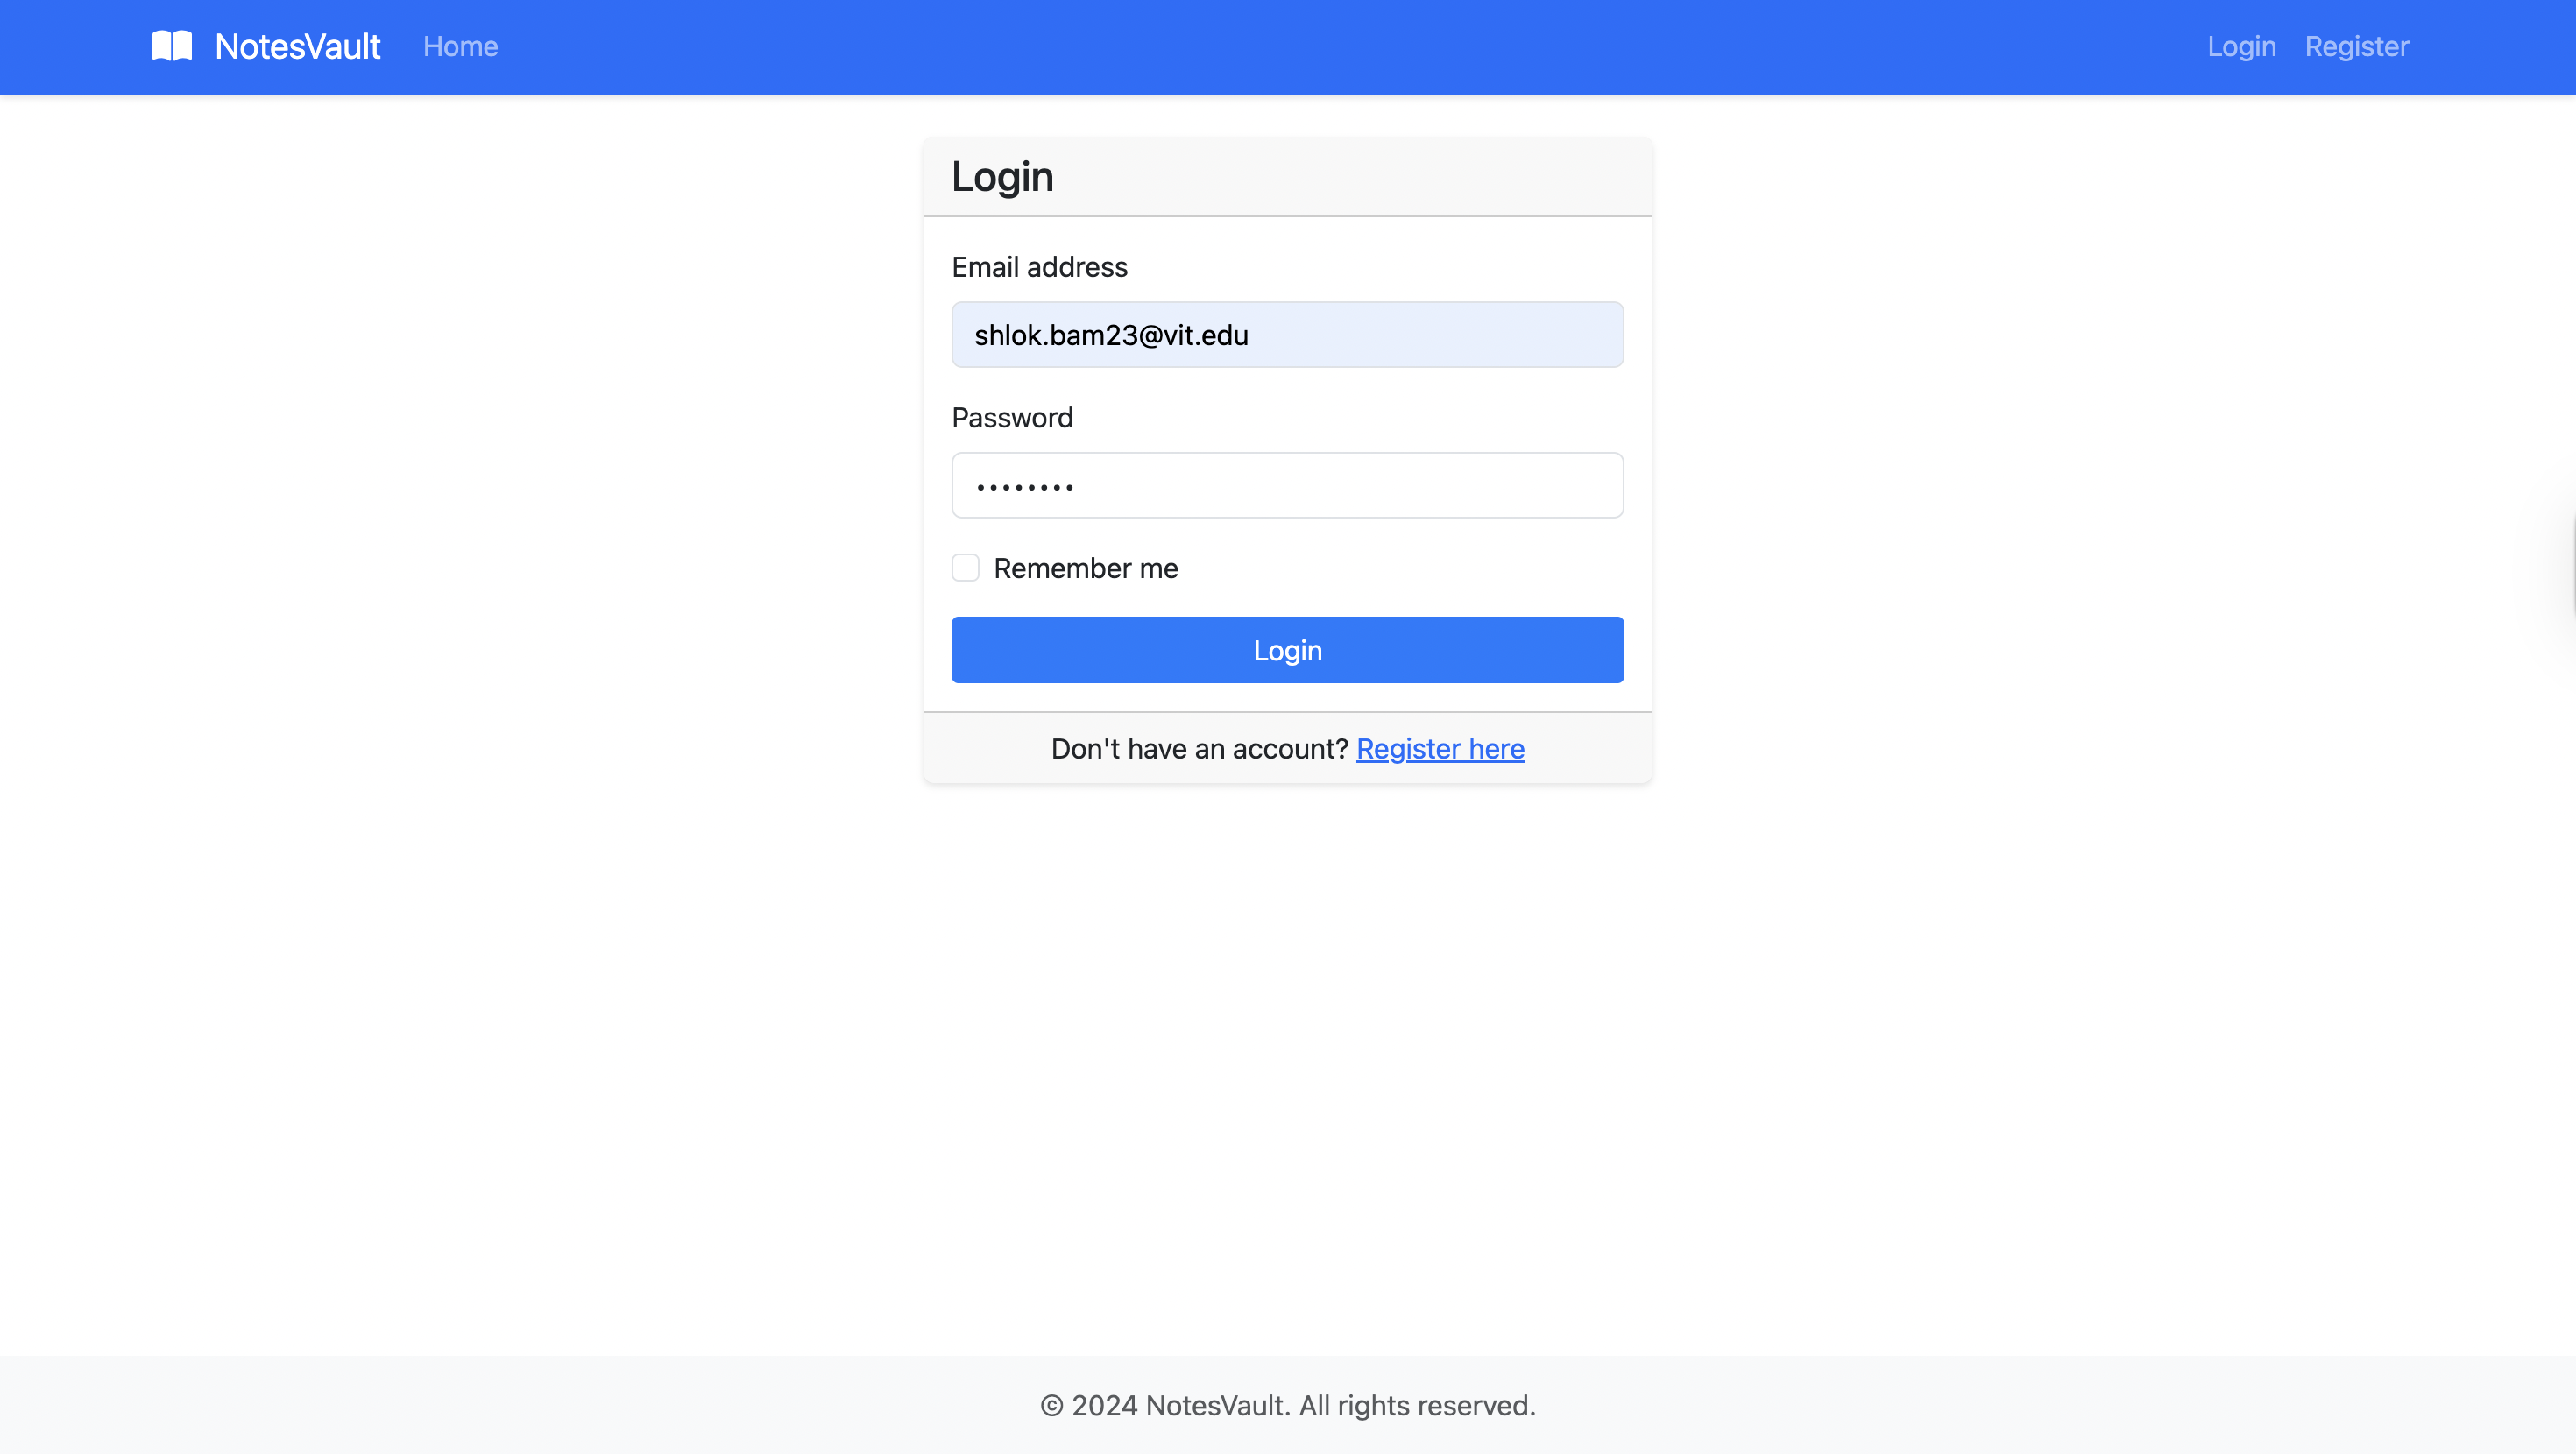 NotesVault Home Login Register
Login
Email address
shlok.bam23@vit.edu
Password
••••••••
Remember me
Login
Don't have an account? Register here
© 2024 NotesVault. All rights reserved.